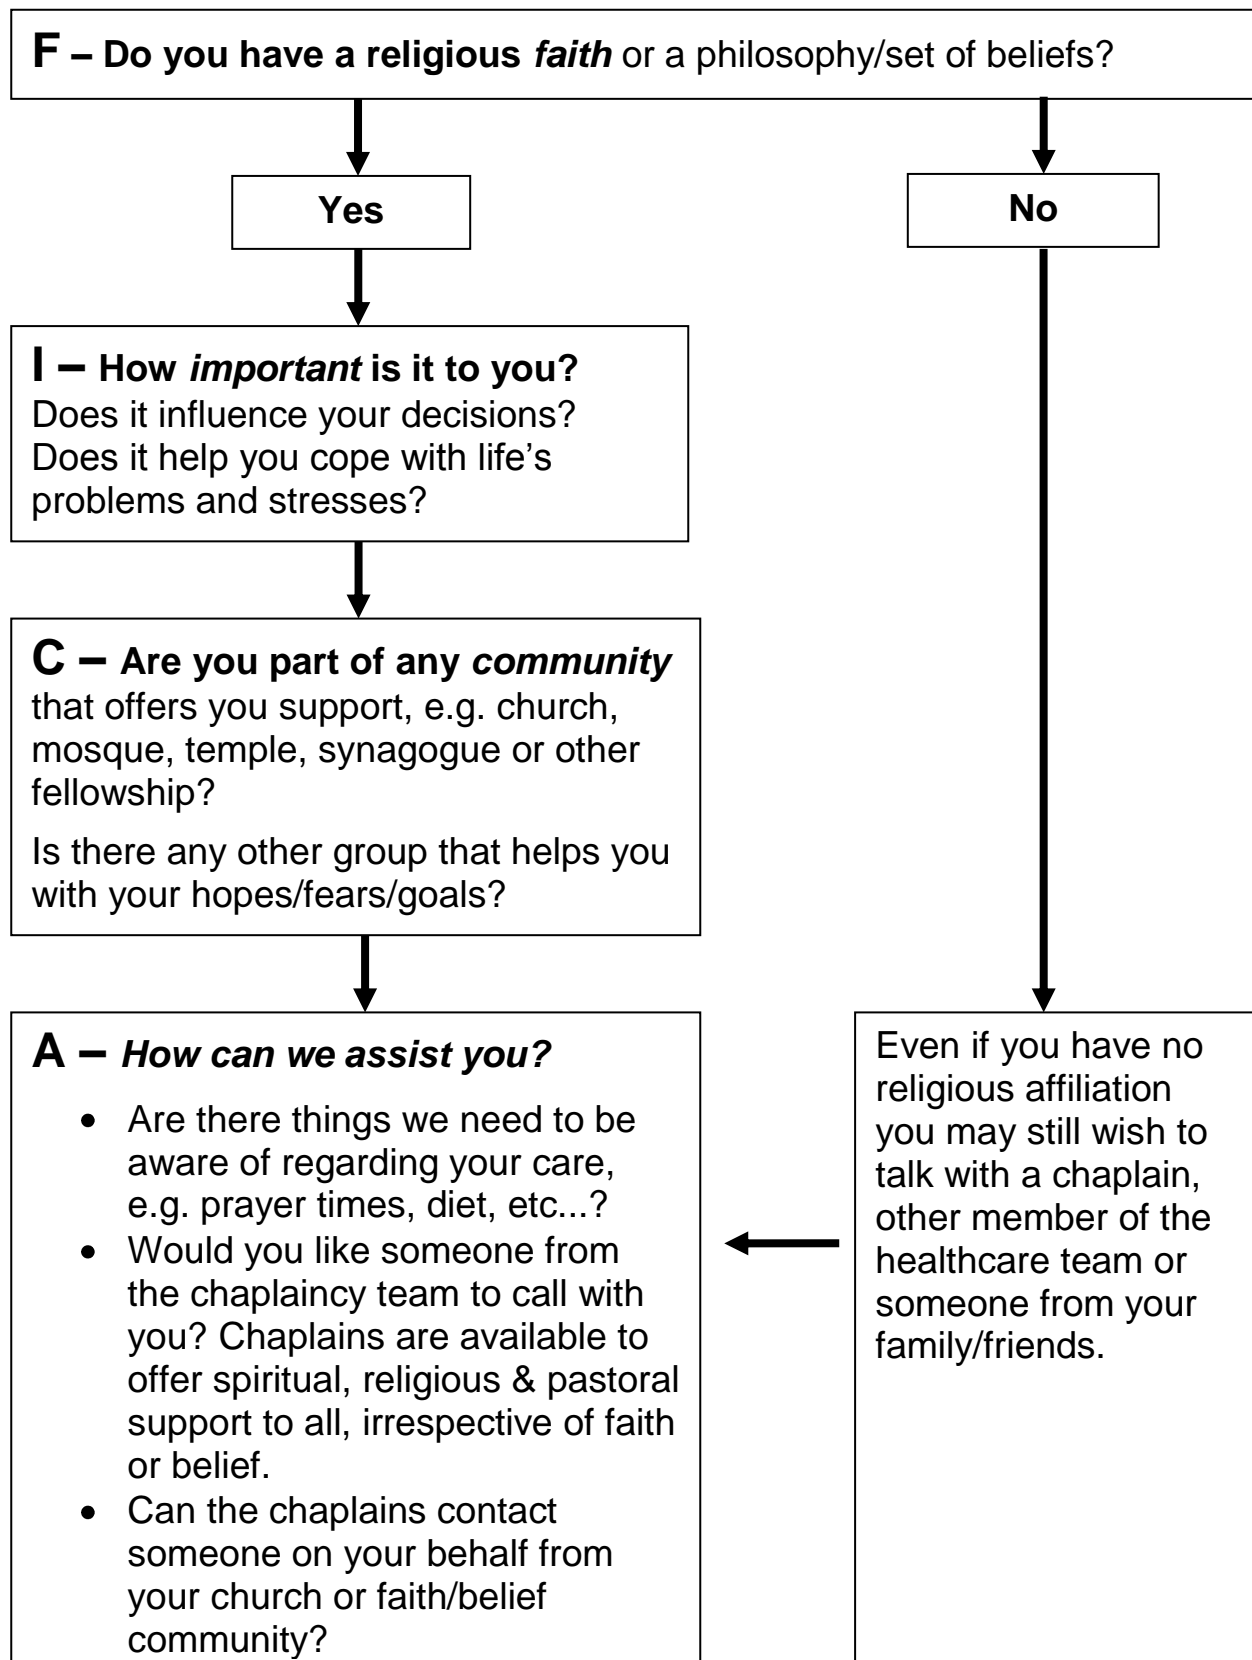 F – Do you have a religious faith or a philosophy/set of beliefs?
Yes
No
I – How important is it to you?
Does it influence your decisions?
Does it help you cope with life’s
problems and stresses?
C – Are you part of any community
that offers you support, e.g. church,
mosque, temple, synagogue or other
fellowship?
Is there any other group that helps you
with your hopes/fears/goals?
A – How can we assist you?
• Are there things we need to be
aware of regarding your care,
e.g. prayer times, diet, etc...?
• Would you like someone from
the chaplaincy team to call with
you? Chaplains are available to
offer spiritual, religious & pastoral
support to all, irrespective of faith
or belief.
• Can the chaplains contact
someone on your behalf from
your church or faith/belief
community?
Even if you have no
religious affiliation
you may still wish to
talk with a chaplain,
other member of the
healthcare team or
someone from your
family/friends.